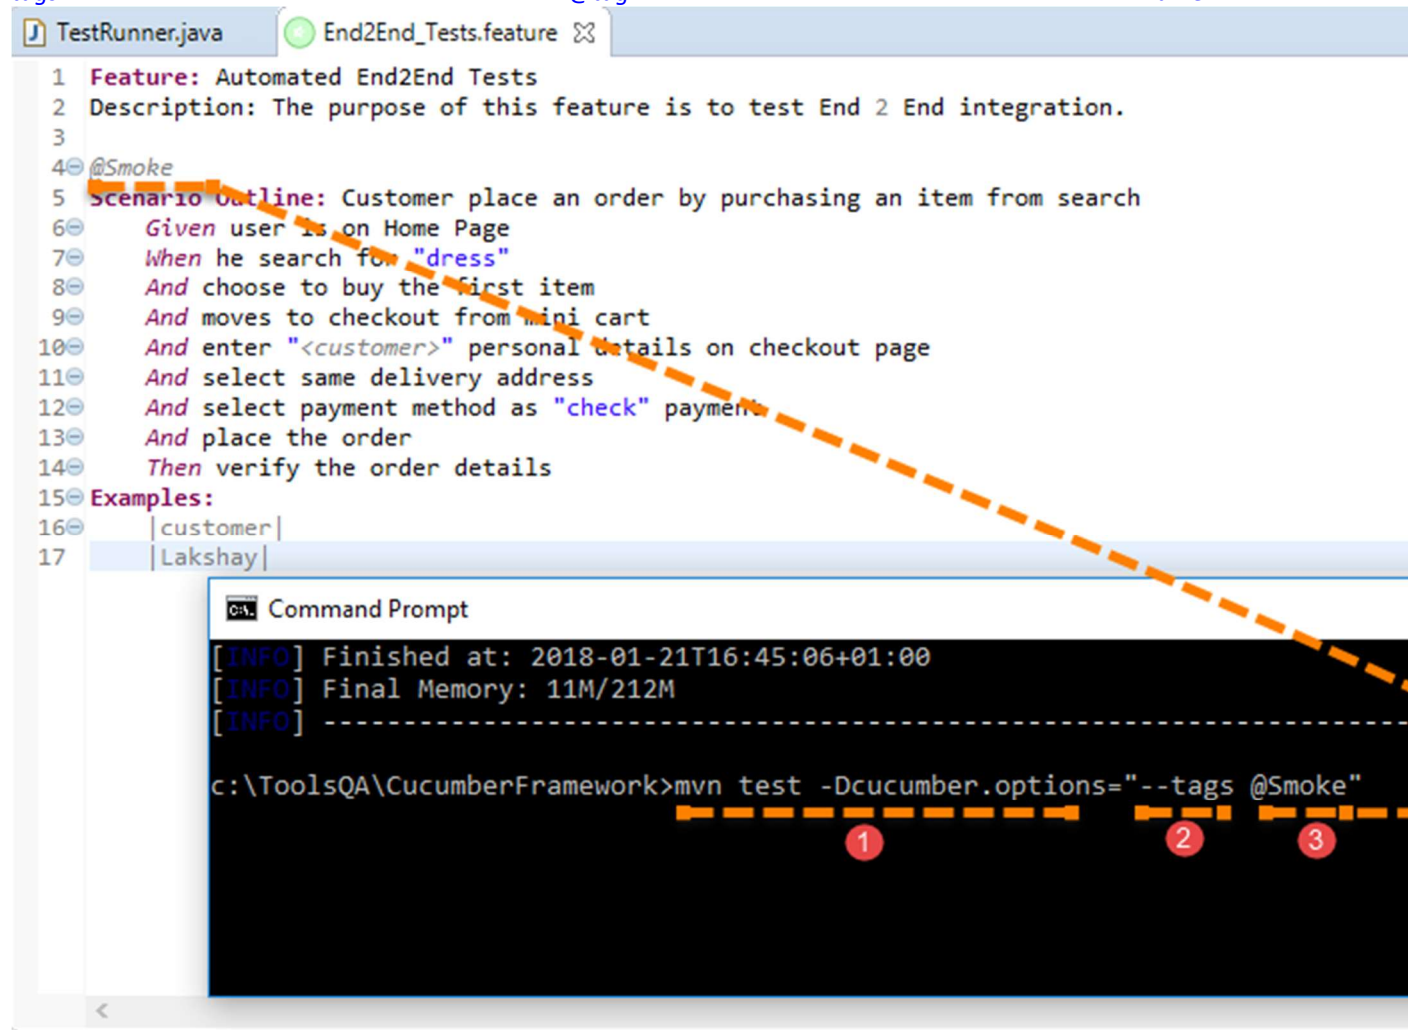 TestRunner.java End2End_Tests.feature
1 Feature: Automated End2End Tests
2 Description: The purpose of this feature is to test End 2 End integration.
3
4 @Smoke
5 Scenario Outline: Customer place an order by purchasing an item from search
6 Given user is on Home Page
7 When he search for "dress"
8 And choose to buy the first item
9 And moves to checkout from mini cart
10 And enter "<customer>" personal details on checkout page
11 And select same delivery address
12 And select payment method as "check" payment
13 And place the order
14 Then verify the order details
15 Examples:
16 |customer|
17 |Lakshay|
Command Prompt
[INFO] Finished at: 2018-01-21T16:45:06+01:00
[INFO] Final Memory: 11M/212M
[INFO] ------------------------------------------------------------------------
c:\ToolsQA\CucumberFramework>mvn test -Dcucumber.options="--tags @Smoke"
1 2 3